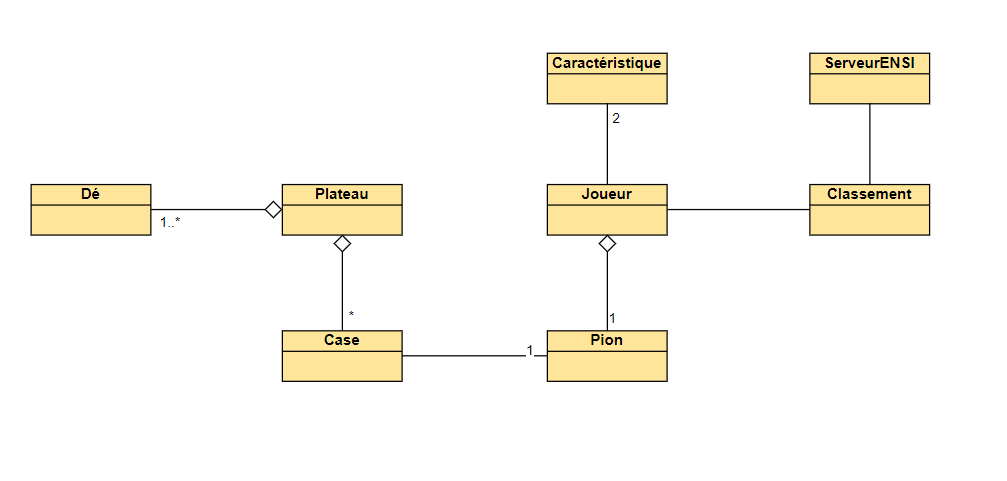 Caractéristique
ServeurENSI
2
Dé
Plateau
Joueur
Classement
1..*
*
1
Case
1
Pion